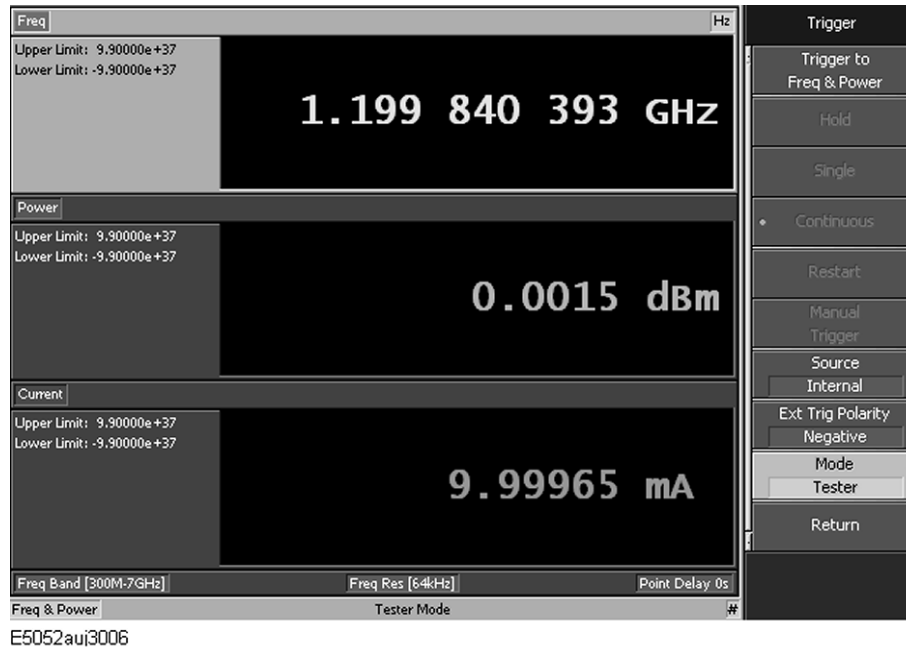 Freq
Hz
Upper Limit: 9.90000e+37
Lower Limit: -9.90000e+37
1.199 840 393 GHz
Power
Upper Limit: 9.90000e+37
Lower Limit: -9.90000e+37
0.0015 dBm
Current
Upper Limit: 9.90000e+37
Lower Limit: -9.90000e+37
9.99965 mA
Freq Band [300M-7GHz]
Freq Res [64kHz]
Point Delay 0s
Freq & Power
Tester Mode
#
Trigger
Trigger to
Freq & Power
Hold
Single
Continuous
Restart
Manual
Trigger
Source
Internal
Ext Trig Polarity
Negative
Mode
Tester
Return
E5052auj3006